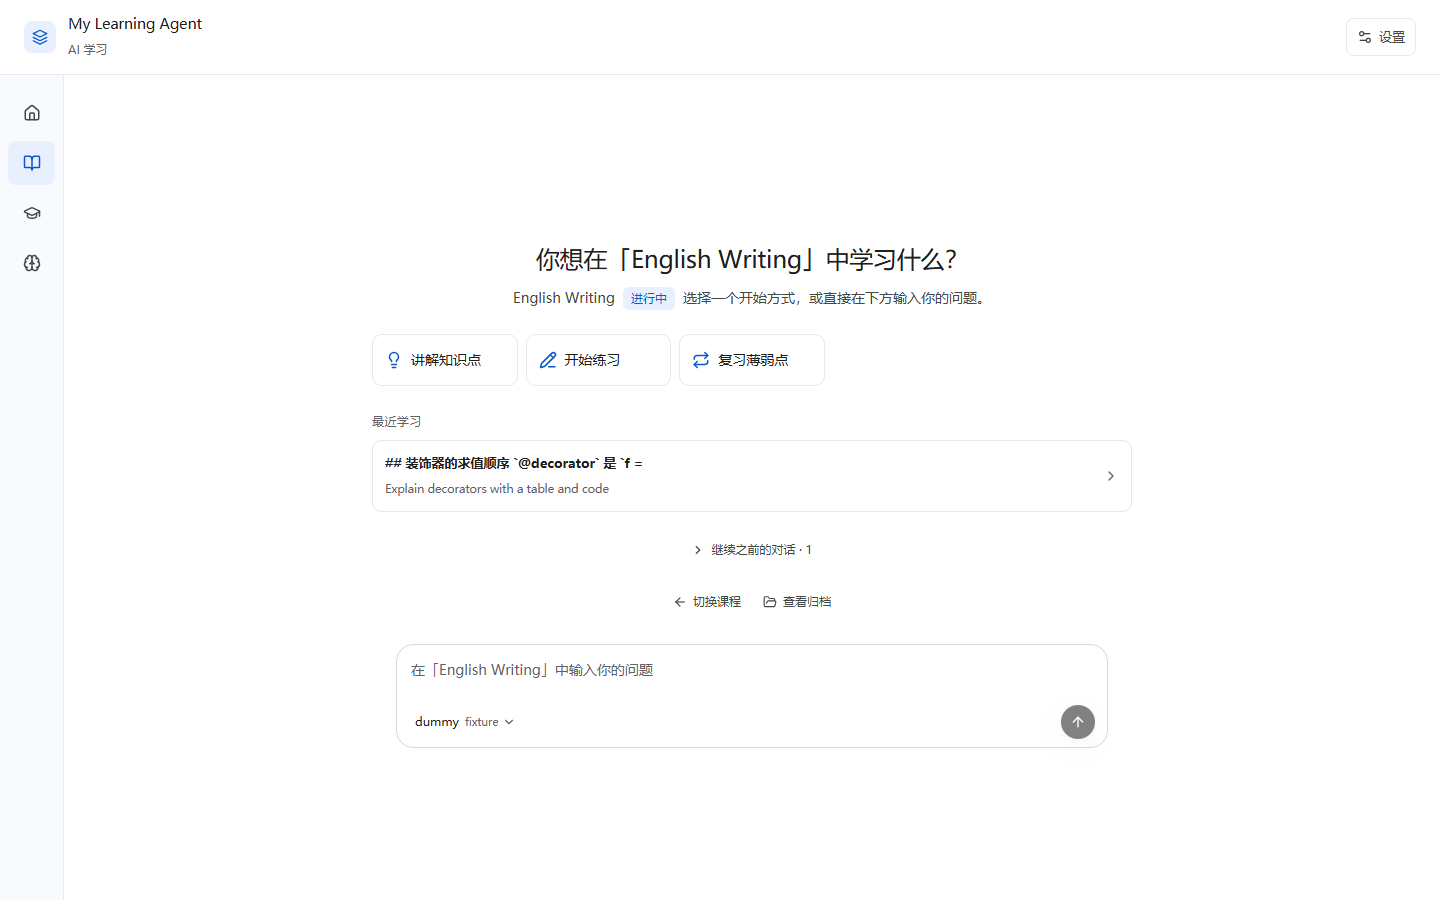 My Learning Agent
AI 学习
设置
你想在「English Writing」中学习什么？
English Writing 进行中 选择一个开始方式，或直接在下方输入你的问题。
讲解知识点 开始练习 复习薄弱点
最近学习
## 装饰器的求值顺序 `@decorator` 是 `f =
Explain decorators with a table and code
继续之前的对话 · 1
切换课程 查看归档
在「English Writing」中输入你的问题
dummy fixture